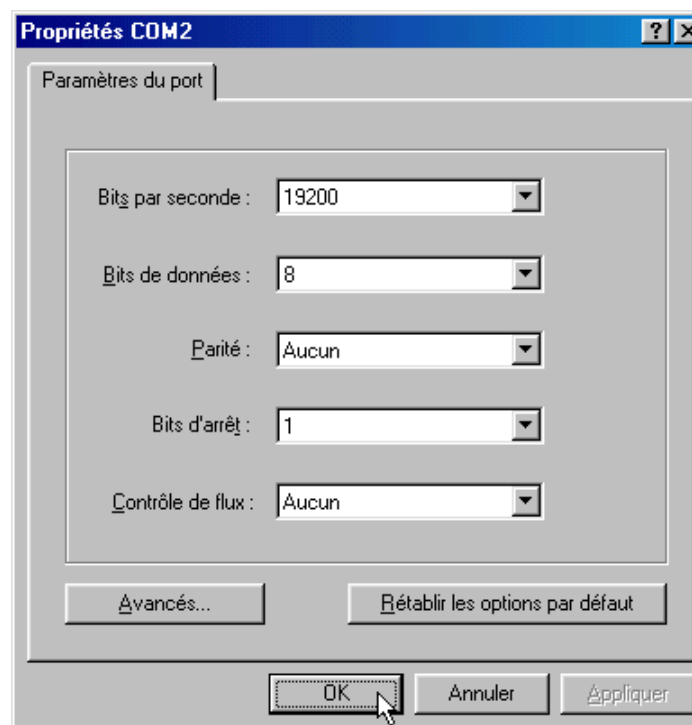 Propriétés COM2
Paramètres du port
Bits par seconde : 19200
Bits de données : 8
Parité : Aucun
Bits d'arrêt : 1
Contrôle de flux : Aucun
Avancés... Rétablir les options par défaut
OK Annuler Appliquer